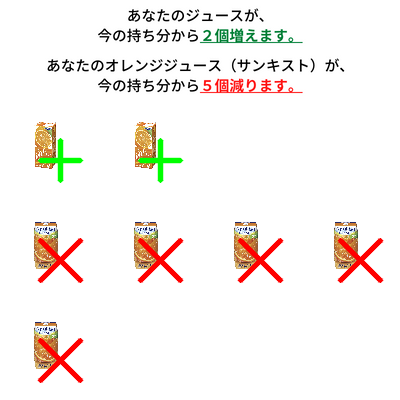 あなたのジュースが、
今の持ち分から２個増えます。
あなたのオレンジジュース（サンキスト）が、
今の持ち分から５個減ります。